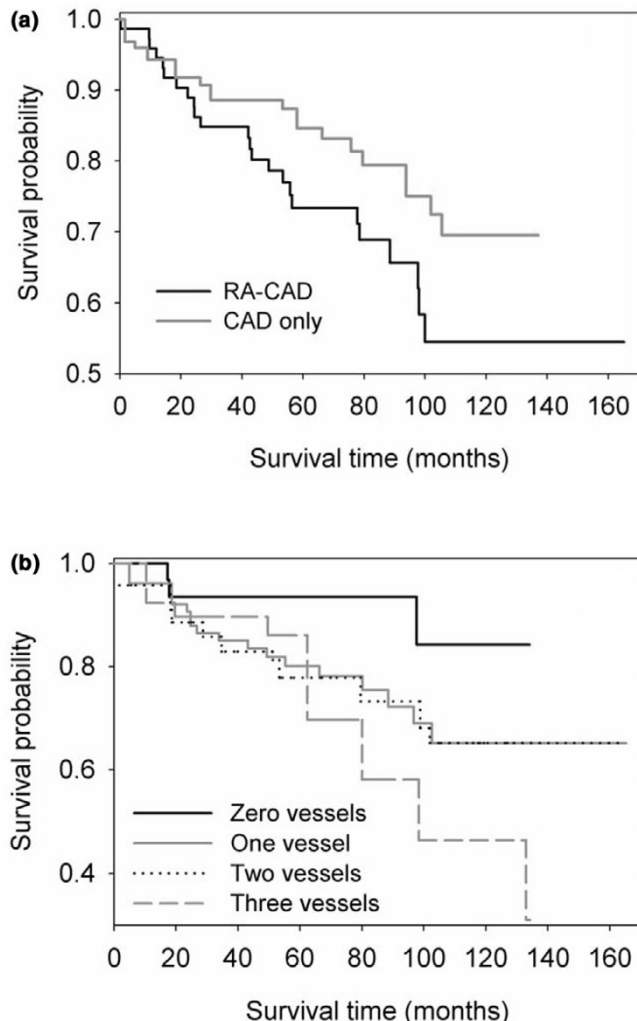 (a)
1.0
0.9
0.8
0.7
0.6
0.5
Survival probability
RA-CAD
CAD only
0 20 40 60 80 100 120 140 160
Survival time (months)
(b)
1.0
0.8
0.6
0.4
Survival probability
Zero vessels
One vessel
Two vessels
Three vessels
0 20 40 60 80 100 120 140 160
Survival time (months)